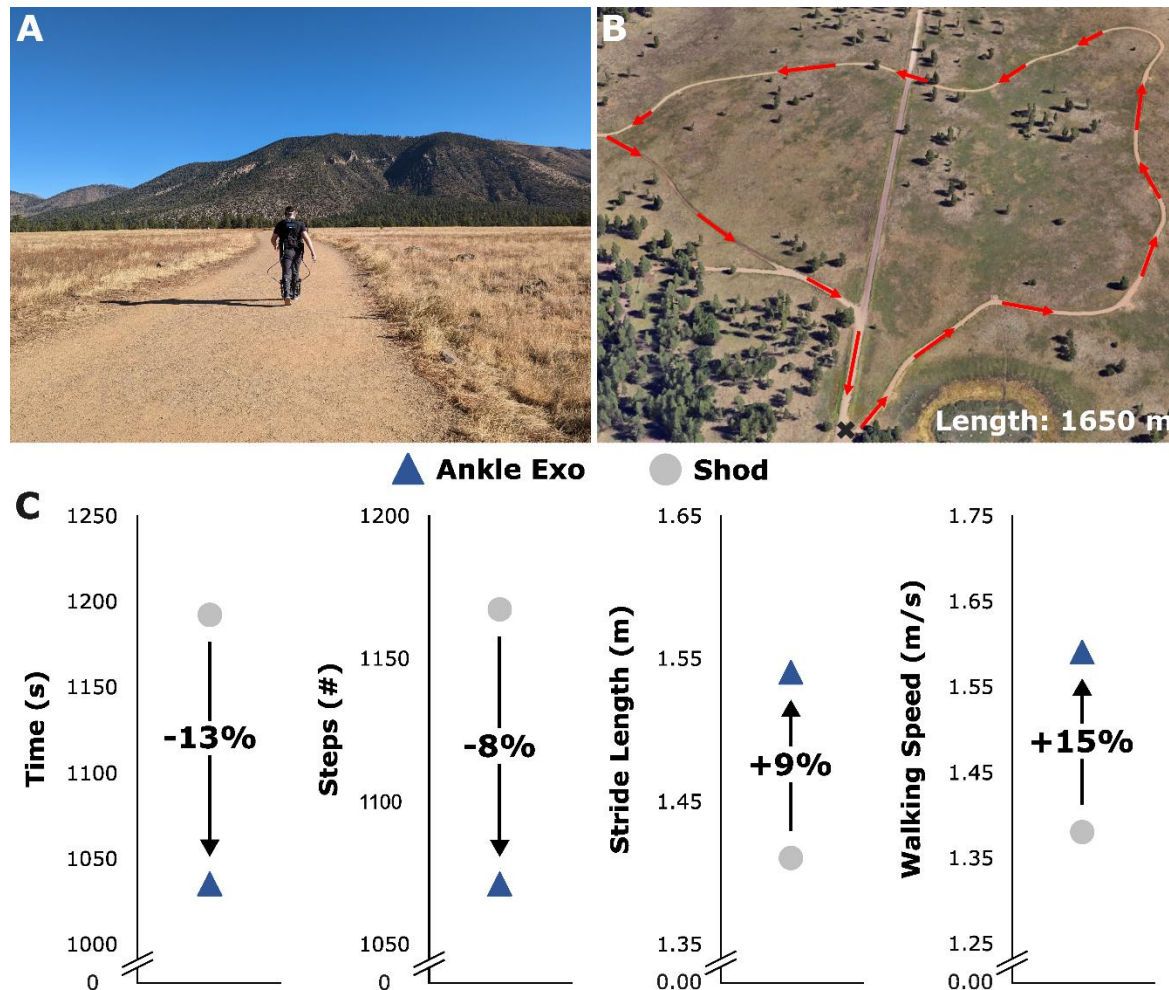 A
B
Length: 1650 m
Ankle Exo
Shod
C
Time (s)
1250
1200
1150
1100
1050
1000
0
-13%
Steps (#)
1200
1150
1100
1050
0
-8%
Stride Length (m)
1.65
1.55
1.45
1.35
0.00
+9%
Walking Speed (m/s)
1.75
1.65
1.55
1.45
1.35
1.25
0.00
+15%